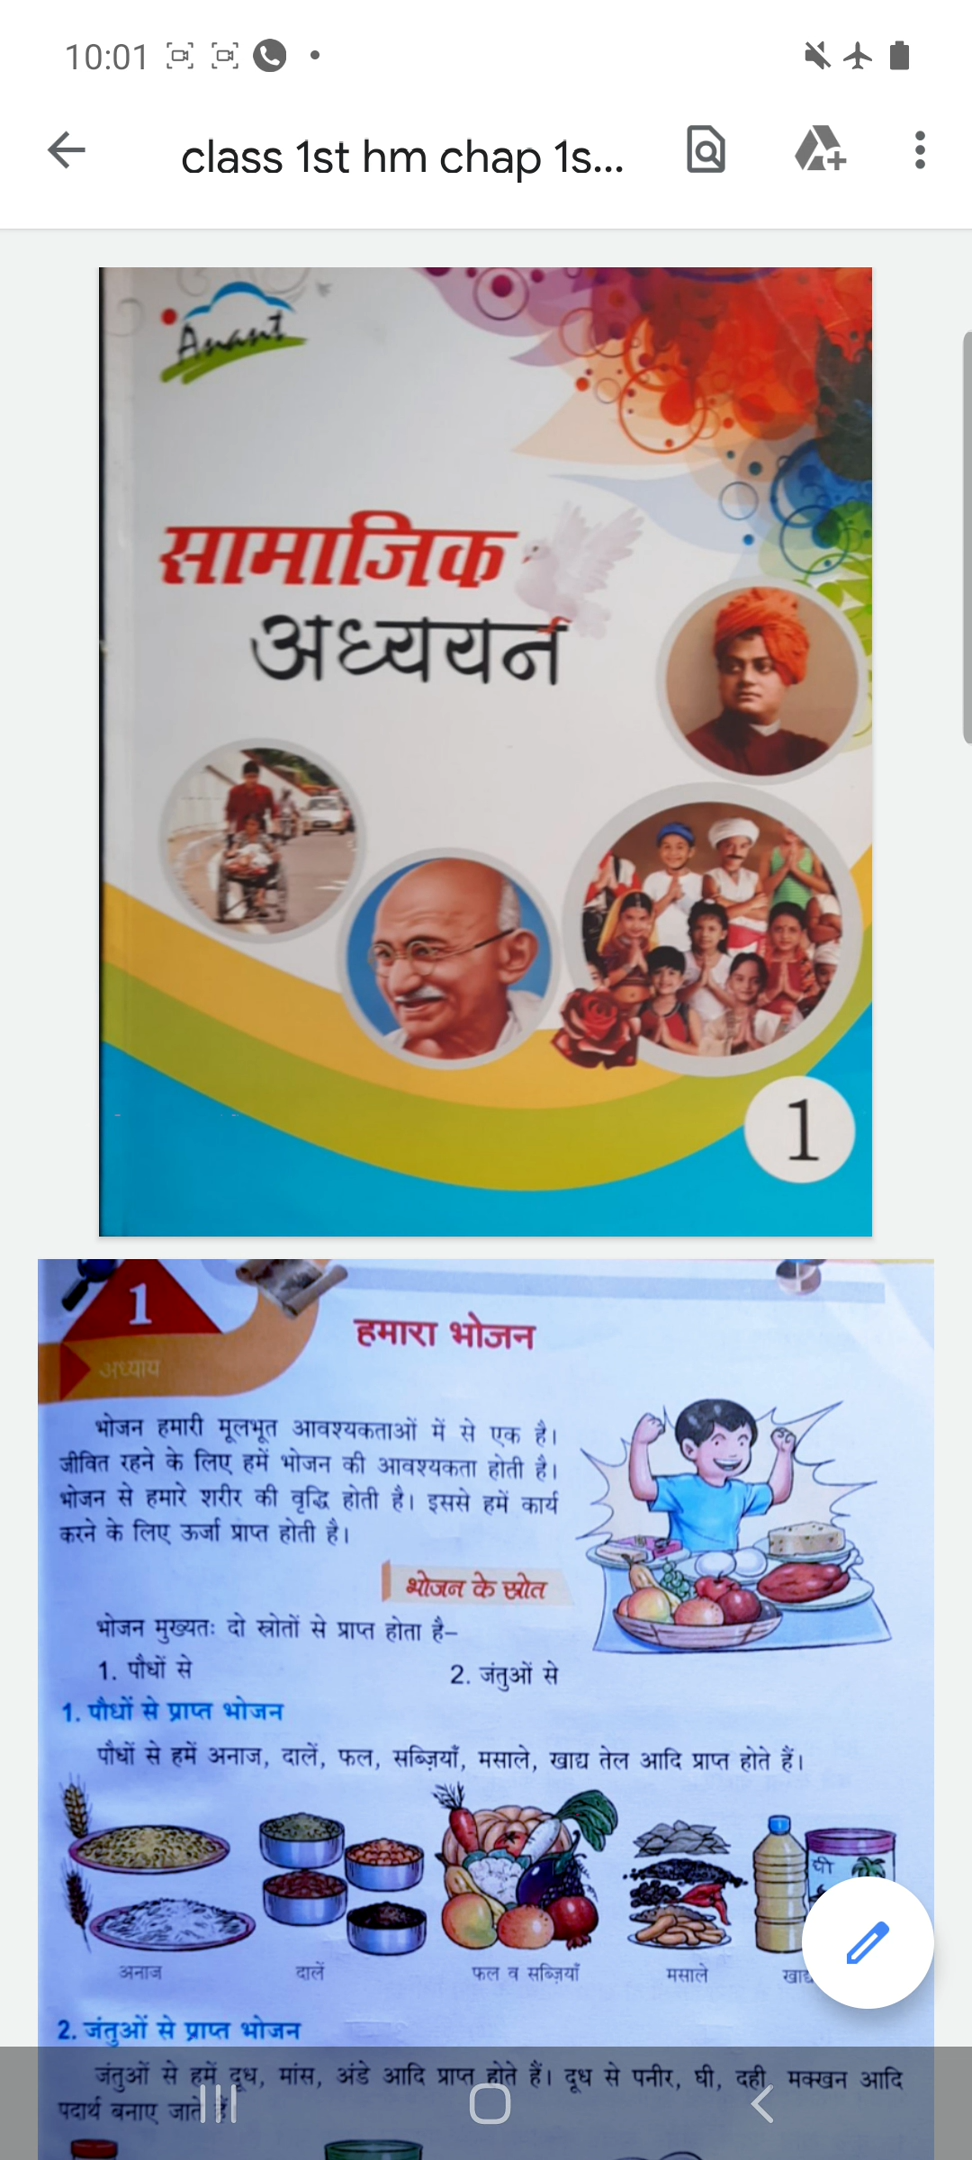 10:01
class 1st hm chap 1s...
Anant
सामाजिक
अध्ययन
1
1
अध्याय
हमारा भोजन
भोजन हमारी मूलभूत आवश्यकताओं में से एक है।
जीवित रहने के लिए हमें भोजन की आवश्यकता होती है।
भोजन से हमारे शरीर की वृद्धि होती है। इससे हमें कार्य
करने के लिए ऊर्जा प्राप्त होती है।
भोजन के स्रोत
भोजन मुख्यतः दो स्रोतों से प्राप्त होता है–
1. पौधों से 2. जंतुओं से
1. पौधों से प्राप्त भोजन
पौधों से हमें अनाज, दालें, फल, सब्ज़ियाँ, मसाले, खाद्य तेल आदि प्राप्त होते हैं।
घी
अनाज दालें फल व सब्ज़ियाँ मसाले
2. जंतुओं से प्राप्त भोजन
जंतुओं से हमें दूध, मांस, अंडे आदि प्राप्त होते हैं। दूध से पनीर, घी, दही, मक्खन आदि
पदार्थ बनाए जाते हैं।